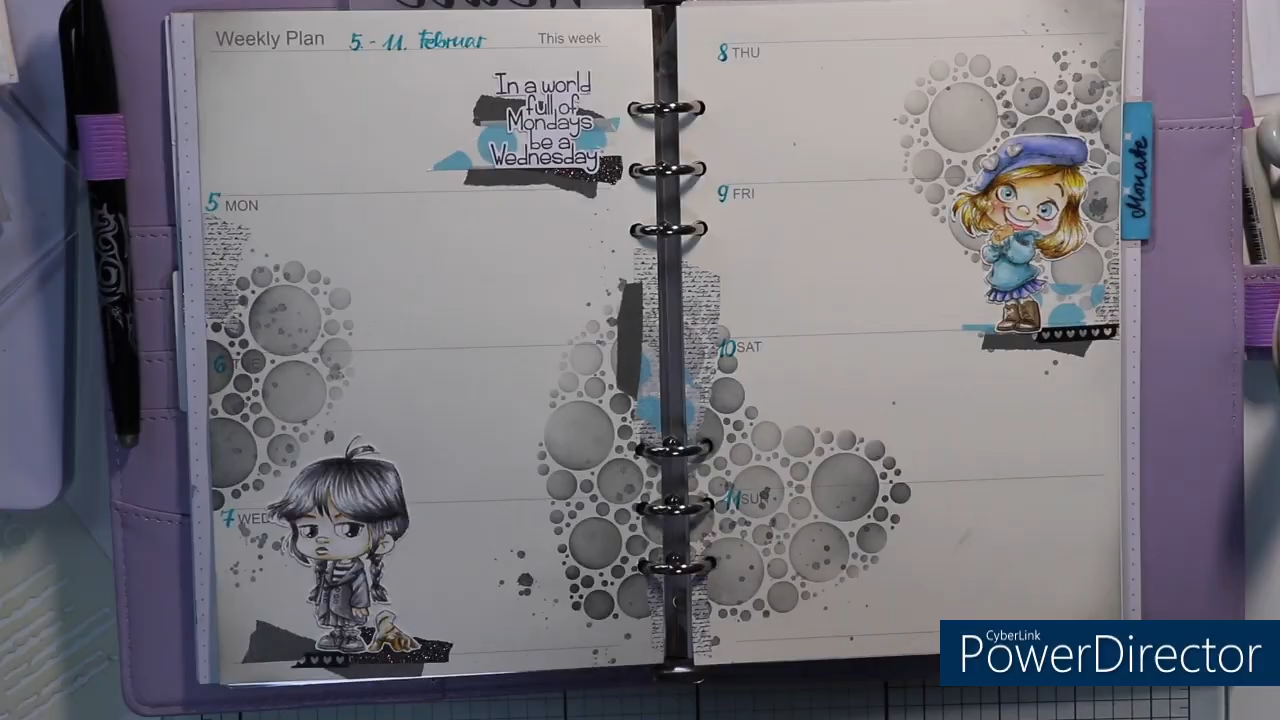 Weekly Plan 5. - 11. Februar This week
In a world
full of
Mondays
be a
Wednesday
5 MON
6 TUE
7 WED
8 THU
9 FRI
10 SAT
11 SUN
Monate
CyberLink
PowerDirector